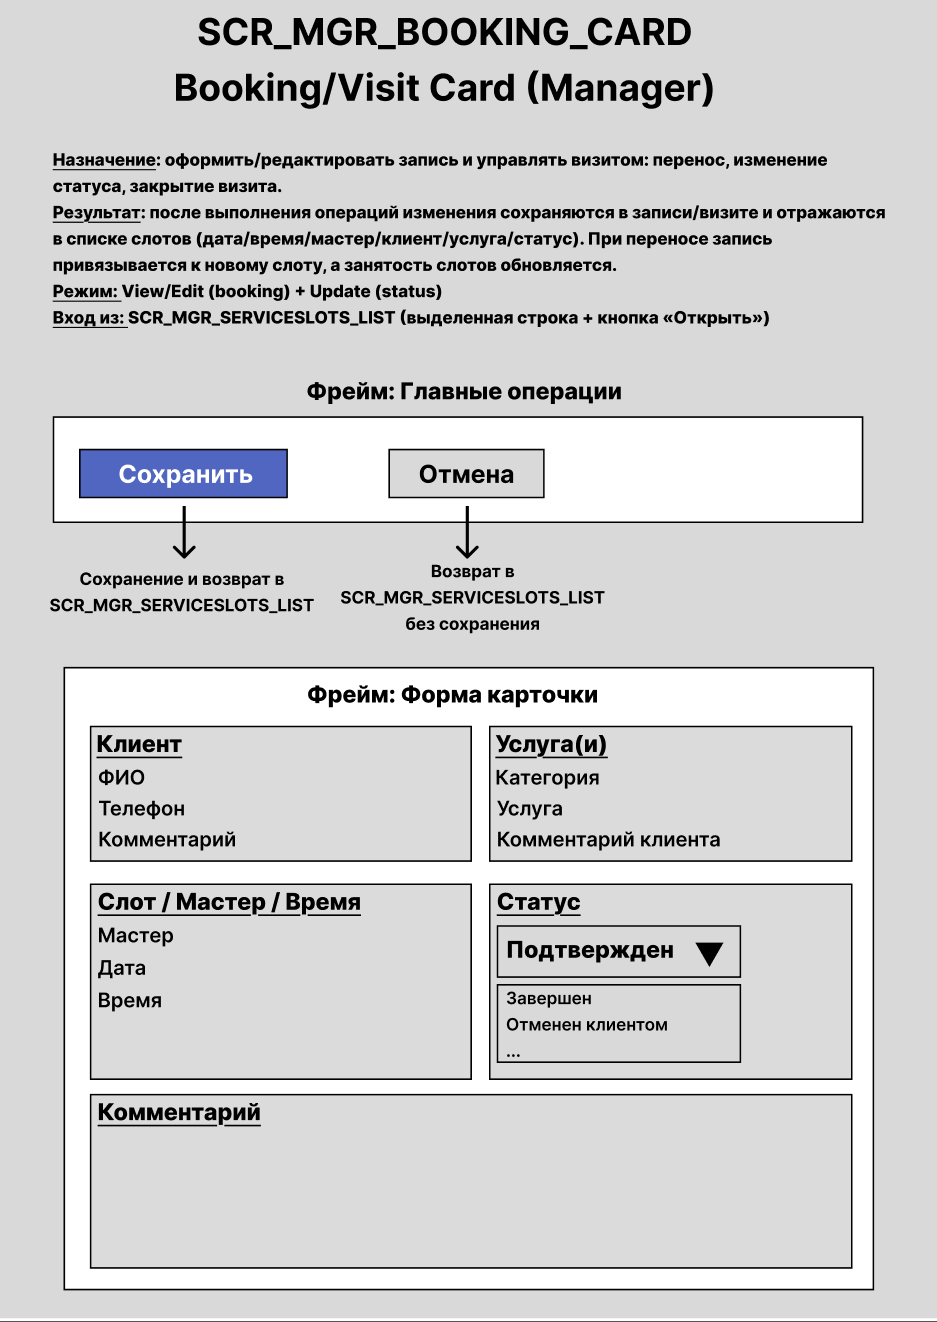 SCR_MGR_BOOKING_CARD
Booking/Visit Card (Manager)
Назначение: оформить/редактировать запись и управлять визитом: перенос, изменение
статуса, закрытие визита.
Результат: после выполнения операций изменения сохраняются в записи/визите и отражаются
в списке слотов (дата/время/мастер/клиент/услуга/статус). При переносе запись
привязывается к новому слоту, а занятость слотов обновляется.
Режим: View/Edit (booking) + Update (status)
Вход из: SCR_MGR_SERVICESLOTS_LIST (выделенная строка + кнопка «Открыть»)
Фрейм: Главные операции
Сохранить
Отмена
Сохранение и возврат в
SCR_MGR_SERVICESLOTS_LIST
Возврат в
SCR_MGR_SERVICESLOTS_LIST
без сохранения
Фрейм: Форма карточки
Клиент
ФИО
Телефон
Комментарий
Услуга(и)
Категория
Услуга
Комментарий клиента
Слот / Мастер / Время
Мастер
Дата
Время
Статус
Подтвержден
Завершен
Отменен клиентом
...
Комментарий